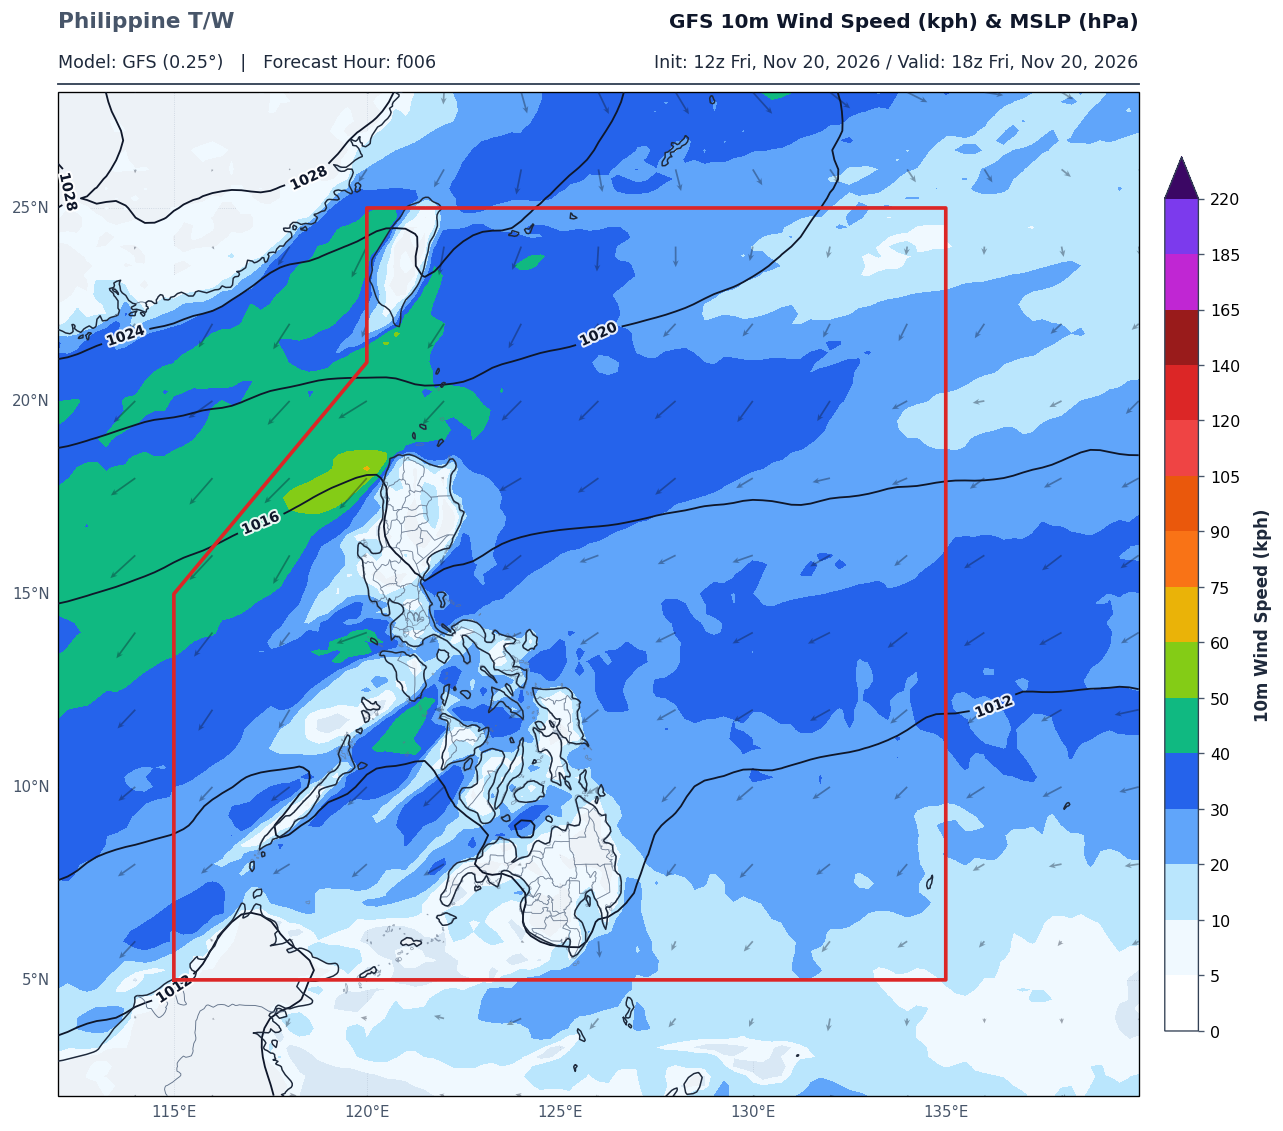 Philippine T/W
GFS 10m Wind Speed (kph) & MSLP (hPa)
Model: GFS (0.25°) | Forecast Hour: f006
Init: 12z Fri, Nov 20, 2026 / Valid: 18z Fri, Nov 20, 2026
1028
1028
1024
1020
1016
1012
1012
25°N
20°N
15°N
10°N
5°N
115°E
120°E
125°E
130°E
135°E
220
185
165
140
120
105
90
75
60
50
40
30
20
10
5
0
10m Wind Speed (kph)